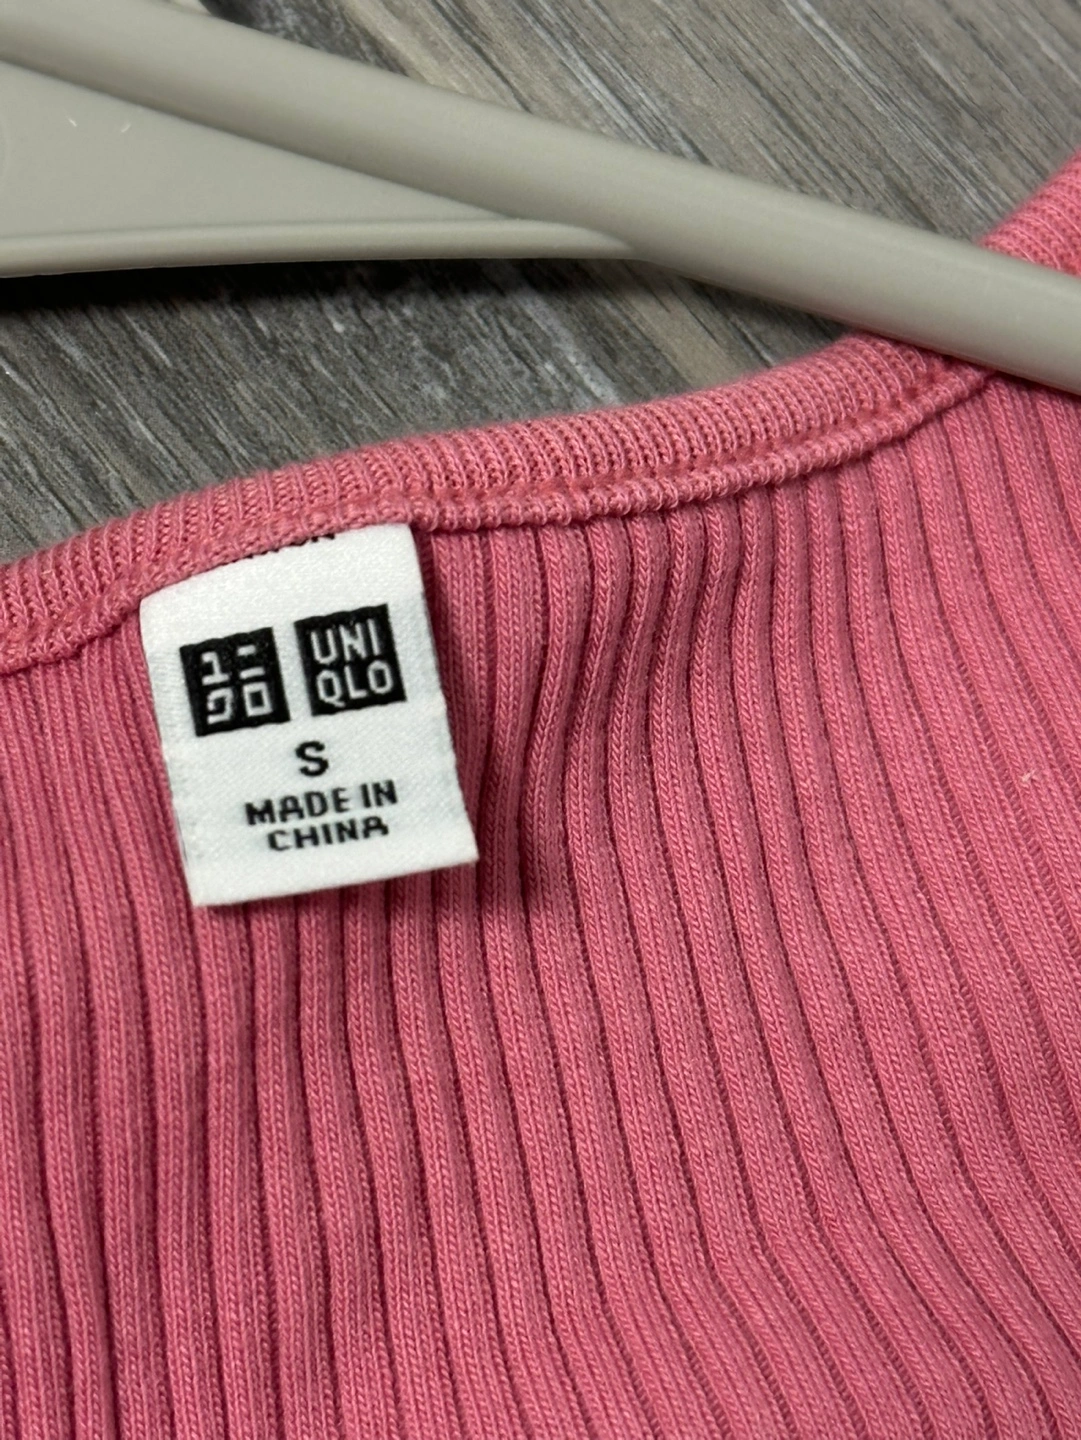 ユニ UNI
クロ QLO
S
MADE IN
CHINA